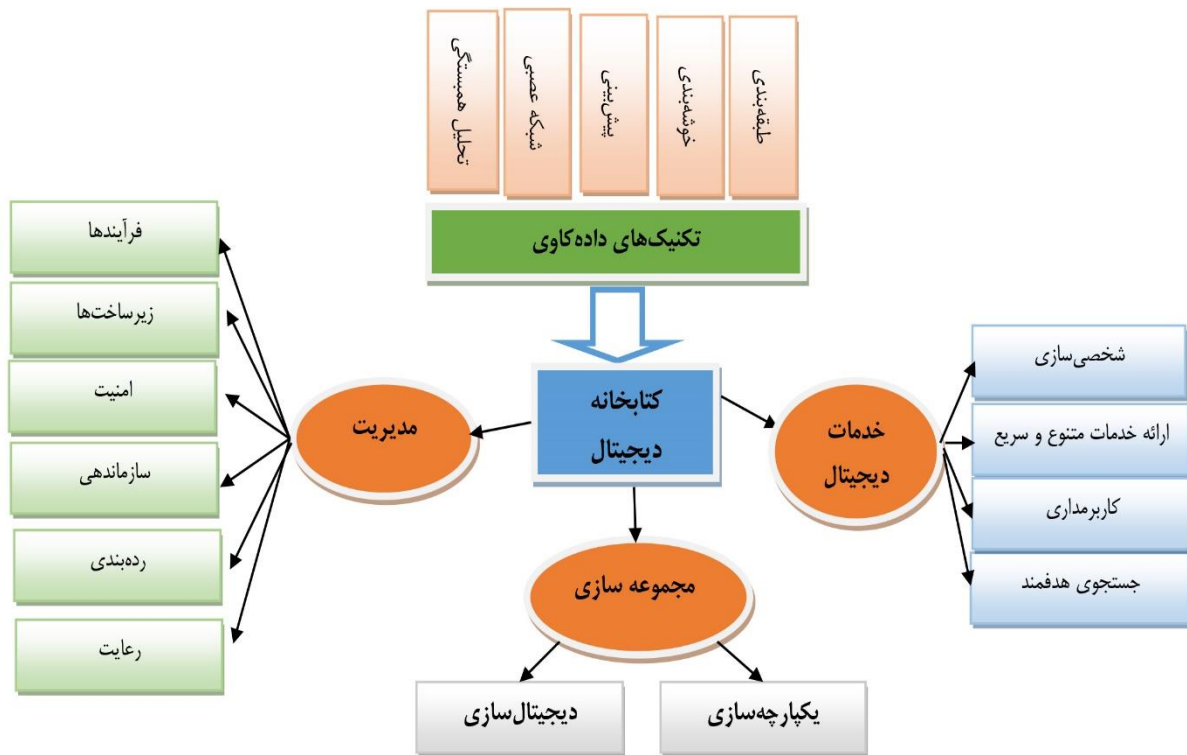 طبقه‌بندی
خوشه‌بندی
پیش‌بینی
شبکه عصبی
تحلیل همبستگی
تکنیک‌های داده‌کاوی
کتابخانه
دیجیتال
خدمات
دیجیتال
شخصی‌سازی
ارائه خدمات متنوع و سریع
کاربرمداری
جستجوی هدفمند
مدیریت
فرآیندها
زیرساخت‌ها
امنیت
سازماندهی
رده‌بندی
رعایت
مجموعه سازی
یکپارچه‌سازی
دیجیتال‌سازی